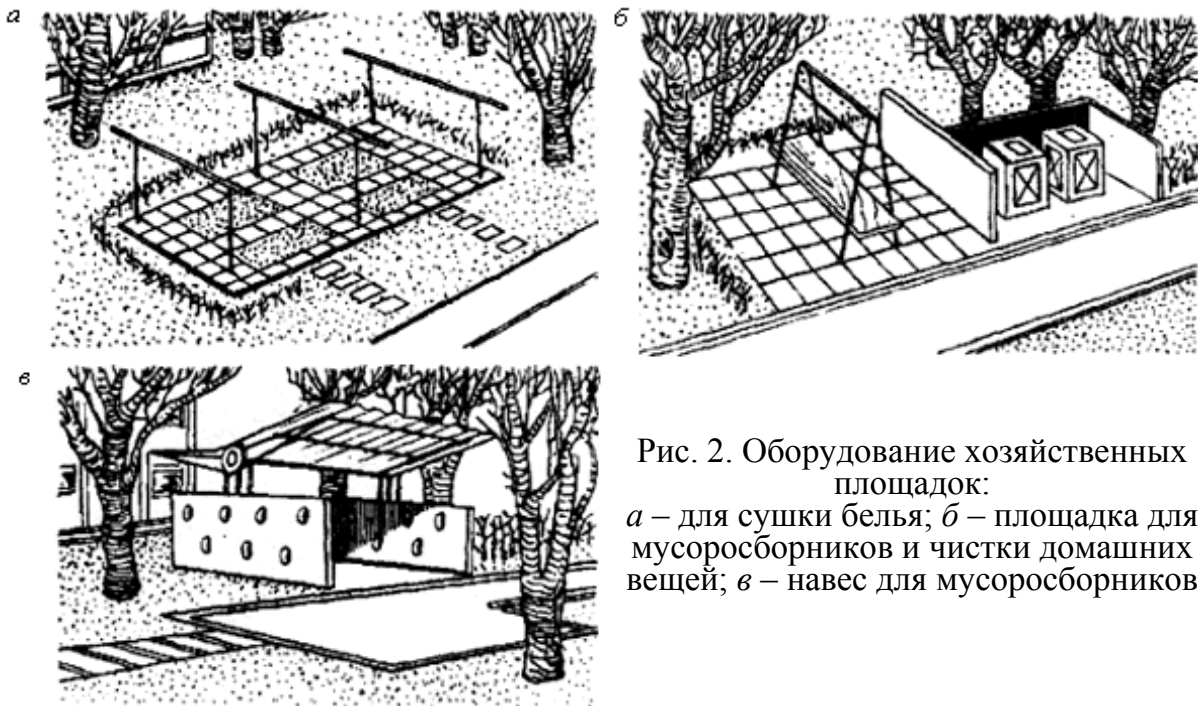 а
б
в
Рис. 2. Оборудование хозяйственных
площадок:
а – для сушки белья; б – площадка для
мусоросборников и чистки домашних
вещей; в – навес для мусоросборников